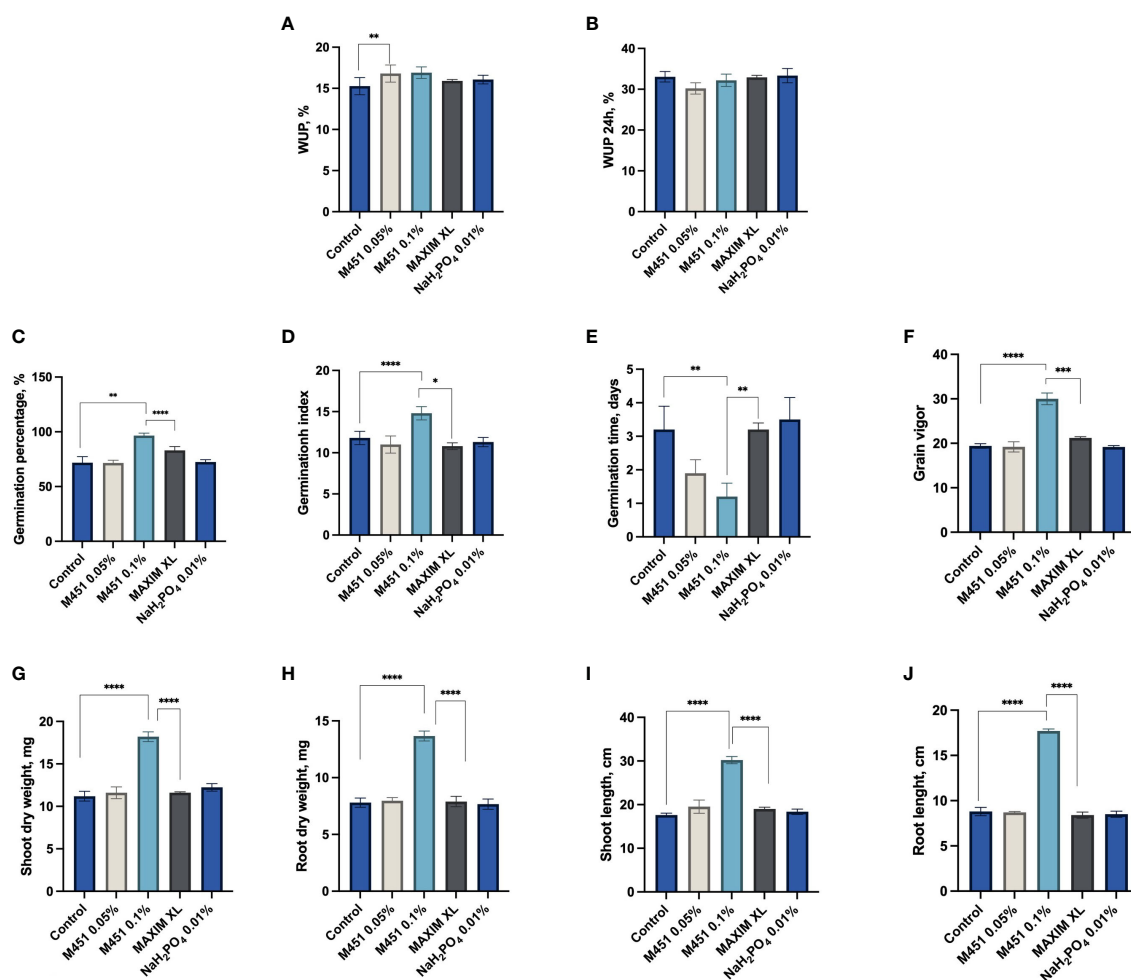 A
WUP, %
20
15
10
5
0
**
Control
M451 0.05%
M451 0.1%
MAXIM XL
NaH₂PO₄ 0.01%
B
WUP 24h, %
40
30
20
10
0
Control
M451 0.05%
M451 0.1%
MAXIM XL
NaH₂PO₄ 0.01%
C
Germination percentage, %
150
100
50
0
**
****
Control
M451 0.05%
M451 0.1%
MAXIM XL
NaH₂PO₄ 0.01%
D
Germinationh index
20
15
10
5
0
****
*
Control
M451 0.05%
M451 0.1%
MAXIM XL
NaH₂PO₄ 0.01%
E
Germination time, days
5
4
3
2
1
0
**
**
Control
M451 0.05%
M451 0.1%
MAXIM XL
NaH₂PO₄ 0.01%
F
Grain vigor
40
30
20
10
0
****
***
Control
M451 0.05%
M451 0.1%
MAXIM XL
NaH₂PO₄ 0.01%
G
Shoot dry weight, mg
20
15
10
5
0
****
****
Control
M451 0.05%
M451 0.1%
MAXIM XL
NaH₂PO₄ 0.01%
H
Root dry weight, mg
15
10
5
0
****
****
Control
M451 0.05%
M451 0.1%
MAXIM XL
NaH₂PO₄ 0.01%
I
Shoot length, cm
40
30
20
10
0
****
****
Control
M451 0.05%
M451 0.1%
MAXIM XL
NaH₂PO₄ 0.01%
J
Root length, cm
20
15
10
5
0
****
****
Control
M451 0.05%
M451 0.1%
MAXIM XL
NaH₂PO₄ 0.01%